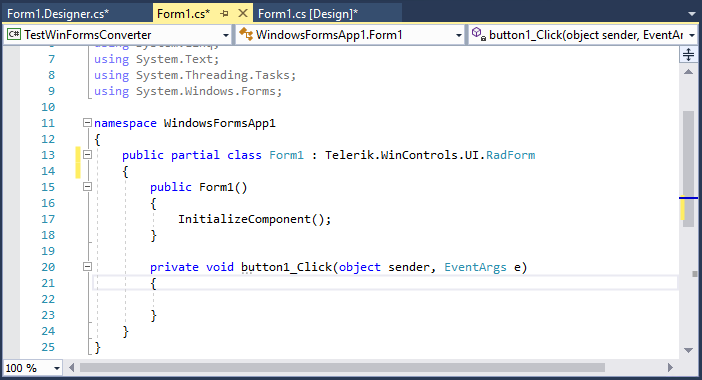 Form1.Designer.cs* Form1.cs* Form1.cs [Design]*
TestWinFormsConverter WindowsFormsApp1.Form1 button1_Click(object sender, EventAr
6 using System.Linq;
7 using System.Text;
8 using System.Threading.Tasks;
9 using System.Windows.Forms;
10
11 namespace WindowsFormsApp1
12 {
13 public partial class Form1 : Telerik.WinControls.UI.RadForm
14 {
15 public Form1()
16 {
17 InitializeComponent();
18 }
19
20 private void button1_Click(object sender, EventArgs e)
21 {
22
23 }
24 }
25 }
100 %